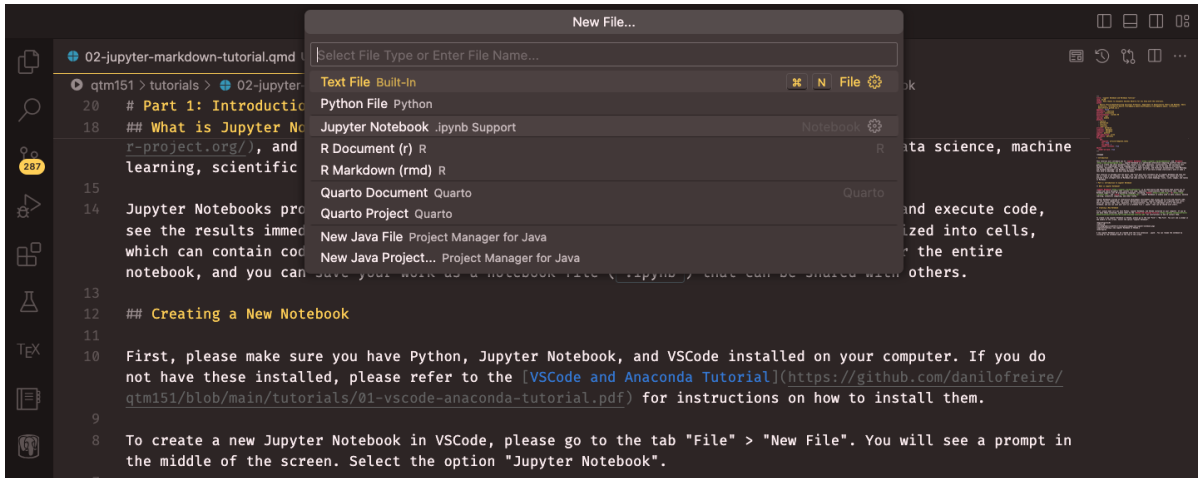 New File...
Select File Type or Enter File Name...
02-jupyter-markdown-tutorial.qmd
Text File Built-In ⌘ N File
qtm151 > tutorials > 02-jupyter-
Python File Python
20 # Part 1: Introductio
18 ## What is Jupyter No
Jupyter Notebook .ipynb Support Notebook
r-project.org/), and
R Document (r) R R
ata science, machine
learning, scientific
R Markdown (rmd) R
287
15
Quarto Document Quarto Quarto
14 Jupyter Notebooks pro
Quarto Project Quarto
and execute code,
see the results immed
New Java File Project Manager for Java
ized into cells,
which can contain cod
New Java Project... Project Manager for Java
the entire
notebook, and you can save your work as a notebook file (`.ipynb`) that can be shared with others.
13
12 ## Creating a New Notebook
11
10 First, please make sure you have Python, Jupyter Notebook, and VSCode installed on your computer. If you do
not have these installed, please refer to the [VSCode and Anaconda Tutorial](https://github.com/danilofreire/
qtm151/blob/main/tutorials/01-vscode-anaconda-tutorial.pdf) for instructions on how to install them.
9
8 To create a new Jupyter Notebook in VSCode, please go to the tab "File" > "New File". You will see a prompt in
the middle of the screen. Select the option "Jupyter Notebook".
TEX